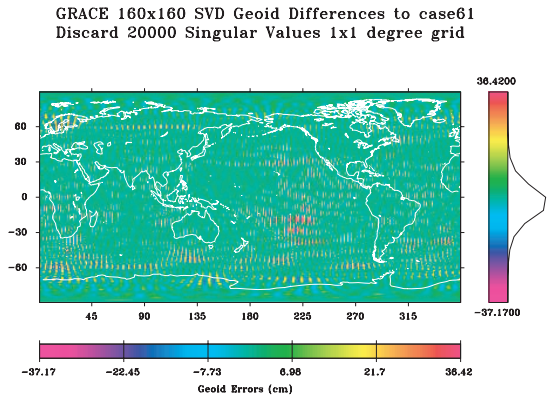 GRACE 160x160 SVD Geoid Differences to case61
Discard 20000 Singular Values 1x1 degree grid
36.4200
60
30
0
−30
−60
−37.1700
45 90 135 180 225 270 315
−37.17 −22.45 −7.73 6.98 21.7 36.42
Geoid Errors (cm)